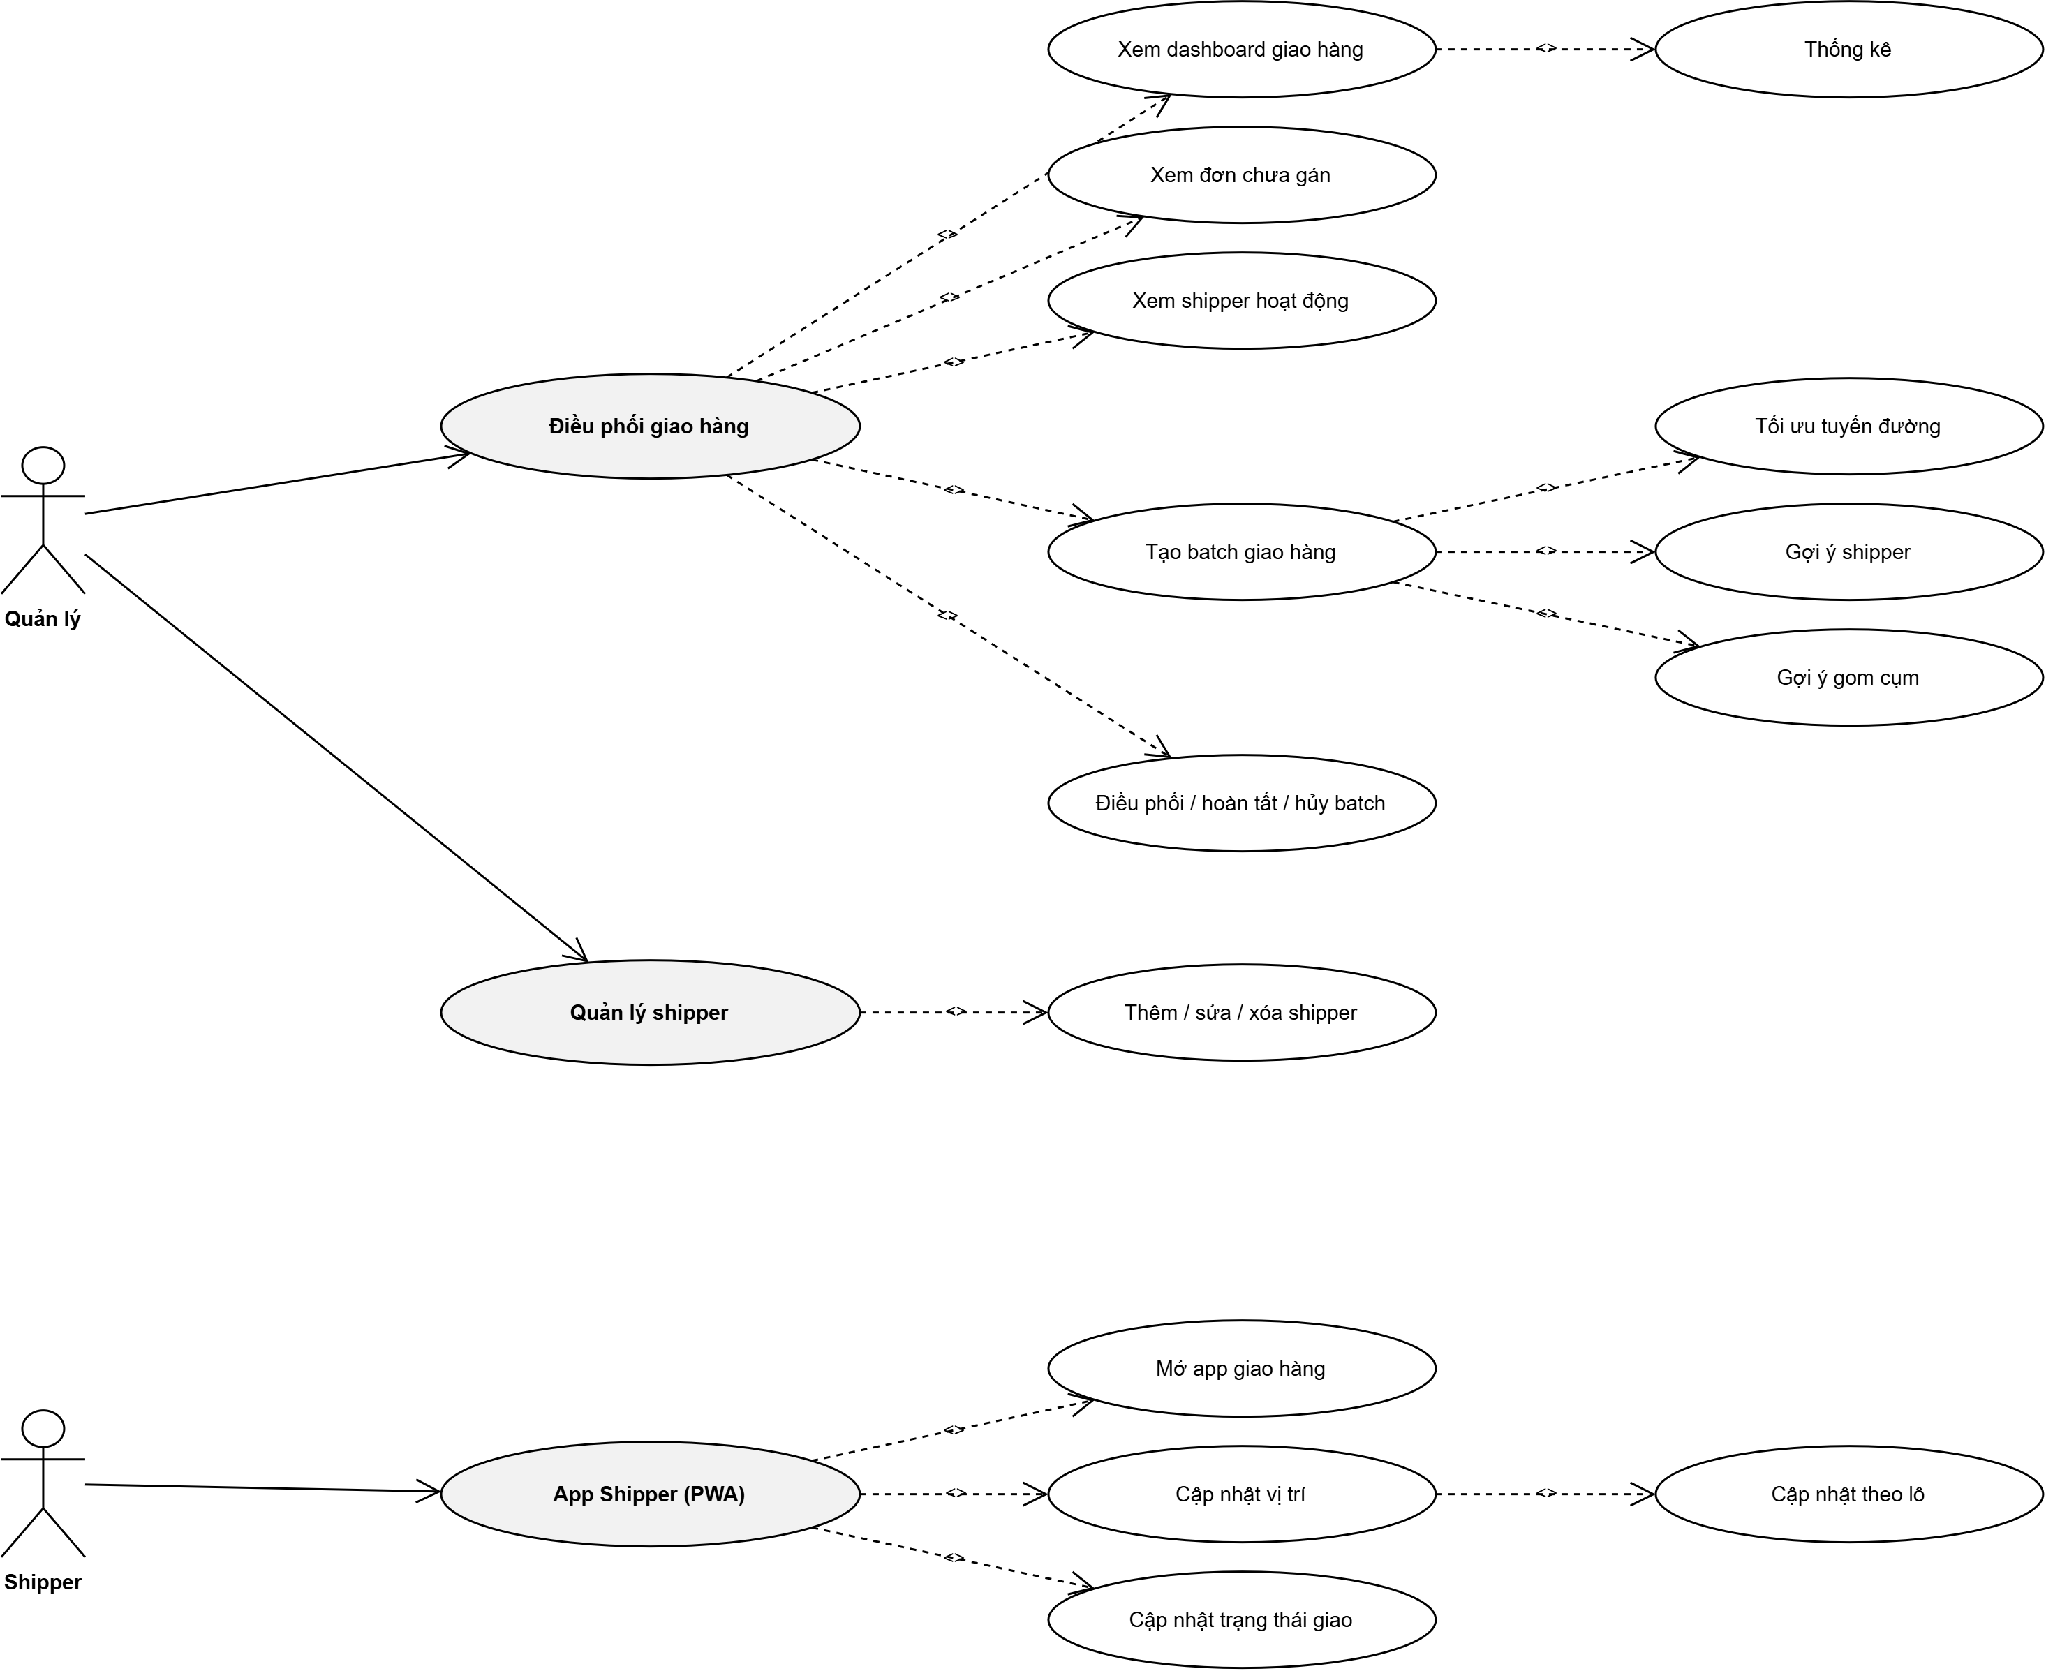 Xem dashboard giao hàng
<>
Thống kê
Xem đơn chưa gán
<>
<>
Xem shipper hoạt động
<>
Điều phối giao hàng
Tối ưu tuyến đường
<>
<>
Tạo batch giao hàng
<>
Gợi ý shipper
Quản lý
<>
<>
Gợi ý gom cụm
Điều phối / hoàn tất / hủy batch
Quản lý shipper
<>
Thêm / sửa / xóa shipper
Mở app giao hàng
<>
App Shipper (PWA)
<>
Cập nhật vị trí
<>
Cập nhật theo lô
<>
Shipper
Cập nhật trạng thái giao